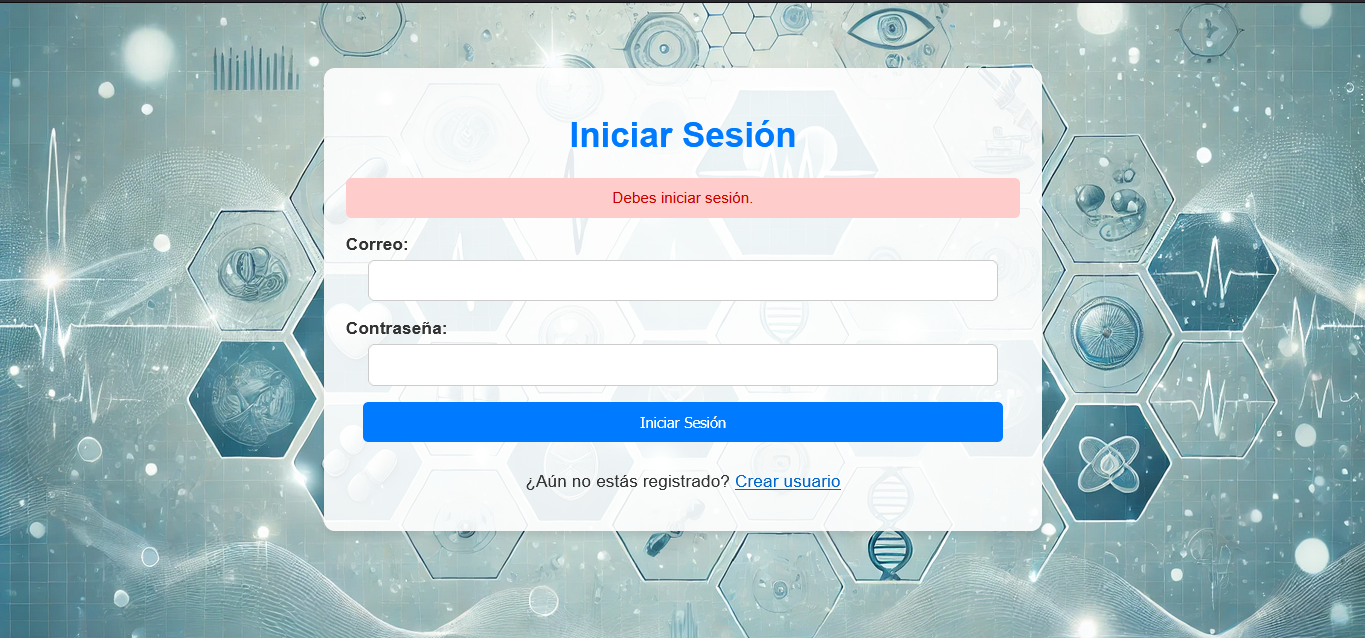 Iniciar Sesión
Debes iniciar sesión.
Correo:
Contraseña:
Iniciar Sesión
¿Aún no estás registrado? Crear usuario